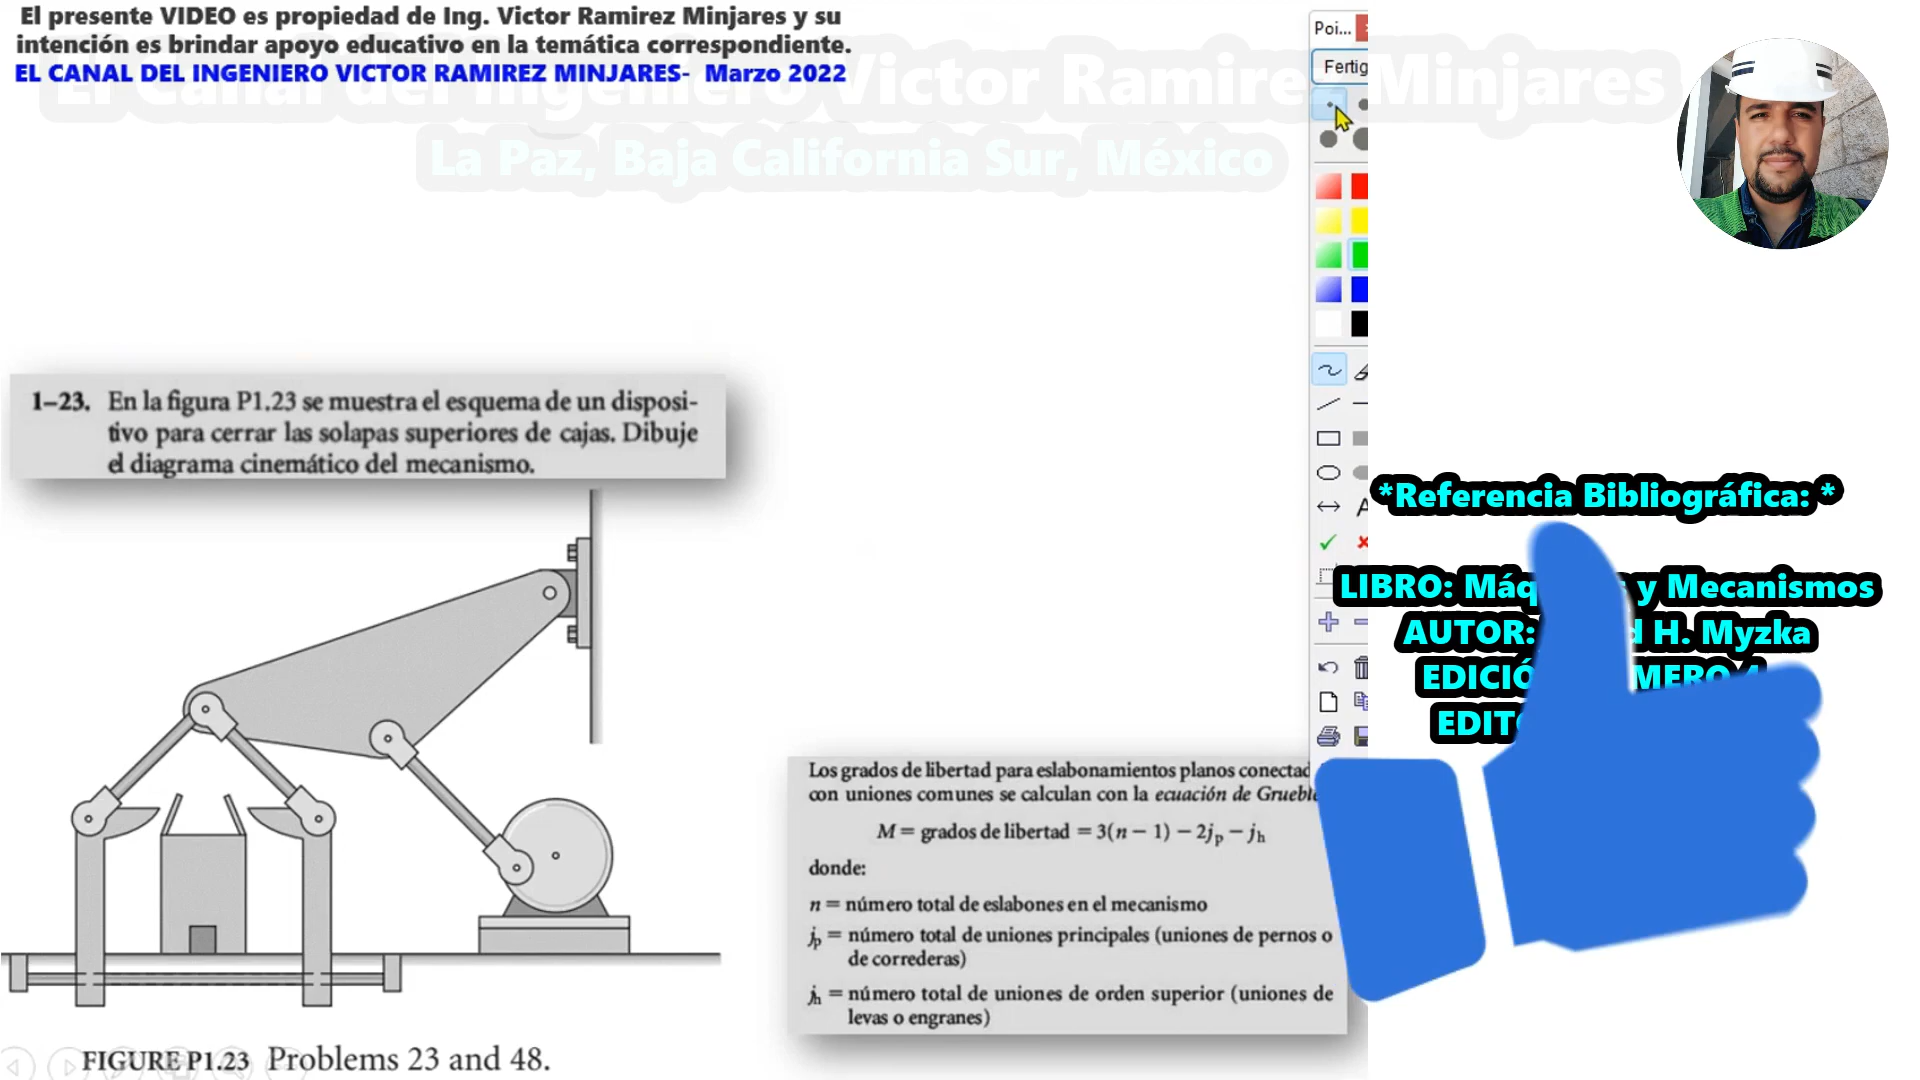 El presente VIDEO es propiedad de Ing. Victor Ramirez Minjares y su
intención es brindar apoyo educativo en la temática correspondiente.
EL CANAL DEL INGENIERO VICTOR RAMIREZ MINJARES- Marzo 2022
El Canal del Ingeniero Victor Ramirez Minjares
La Paz, Baja California Sur, México
Poi...
Fertig
1–23. En la figura P1.23 se muestra el esquema de un disposi-
tivo para cerrar las solapas superiores de cajas. Dibuje
el diagrama cinemático del mecanismo.
*Referencia Bibliográfica: *
LIBRO: Máq y Mecanismos
AUTOR: H. Myzka
Los grados de libertad para eslabonamientos planos conectad
con uniones comunes se calculan con la ecuación de Gruebl
M = grados de libertad = 3(n − 1) − 2jp − jh
donde:
n = número total de eslabones en el mecanismo
jp = número total de uniones principales (uniones de pernos o
de correderas)
jh = número total de uniones de orden superior (uniones de
levas o engranes)
FIGURE P1.23 Problems 23 and 48.